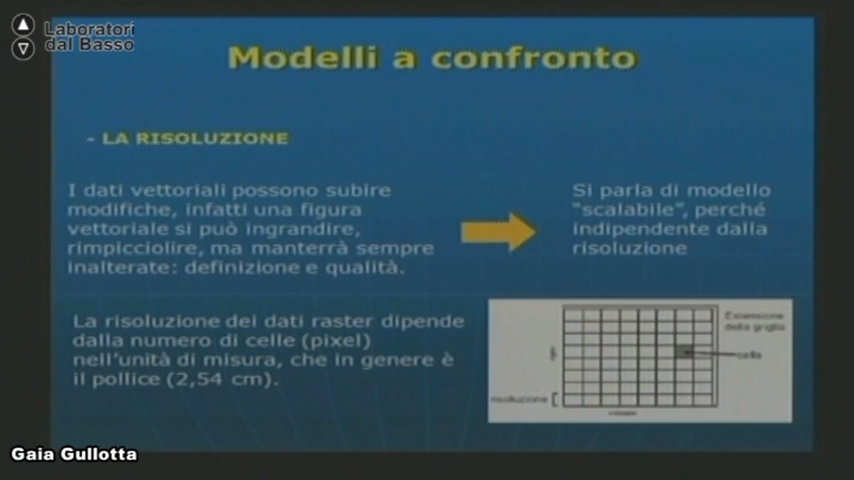 Laboratori
dal Basso
Modelli a confronto
- LA RISOLUZIONE
I dati vettoriali possono subire
modifiche, infatti una figura
vettoriale si può ingrandire,
rimpicciolire, ma manterrà sempre
inalterate: definizione e qualità.
Si parla di modello
"scalabile", perché
indipendente dalla
risoluzione
La risoluzione dei dati raster dipende
dalla numero di celle (pixel)
nell'unità di misura, che in genere è
il pollice (2,54 cm).
Estensione
della griglia
cella
risoluzione
Gaia Gullotta